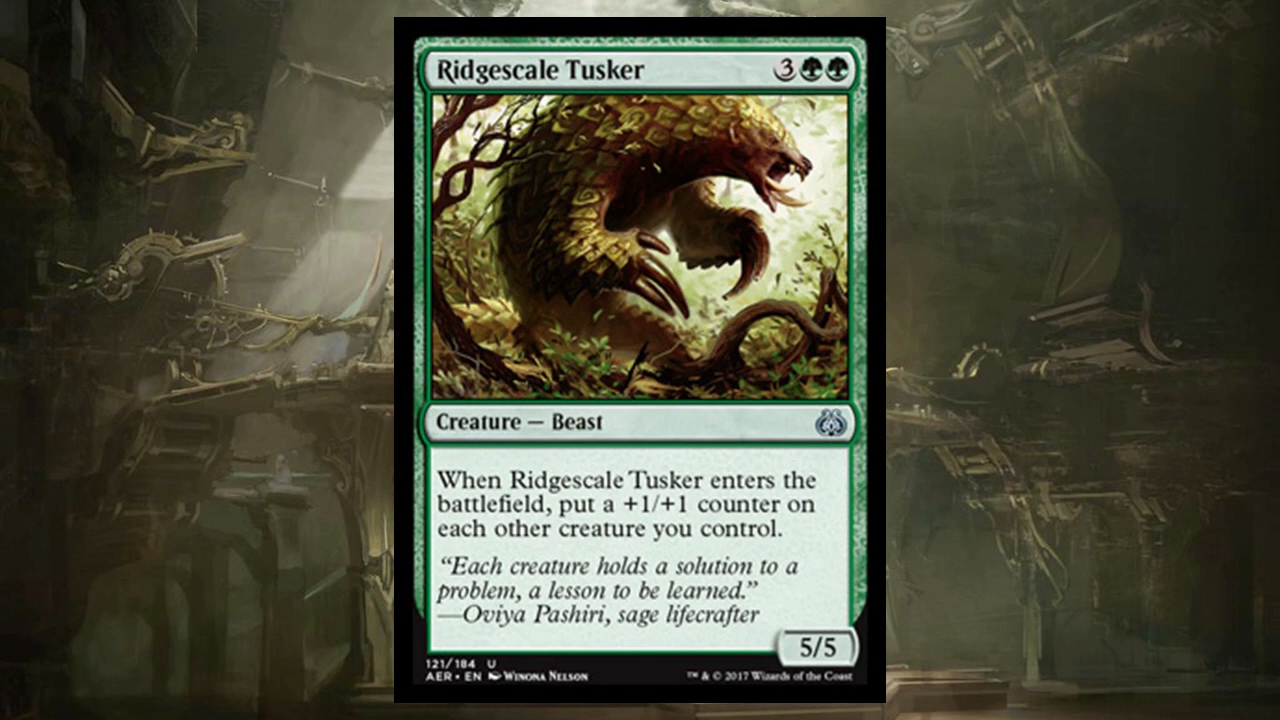 Ridgescale Tusker 3
Creature — Beast
When Ridgescale Tusker enters the
battlefield, put a +1/+1 counter on
each other creature you control.
“Each creature holds a solution to a
problem, a lesson to be learned.”
—Oviya Pashiri, sage lifecrafter
5/5
121/184 U
AER • EN Winona Nelson
™ & © 2017 Wizards of the Coast